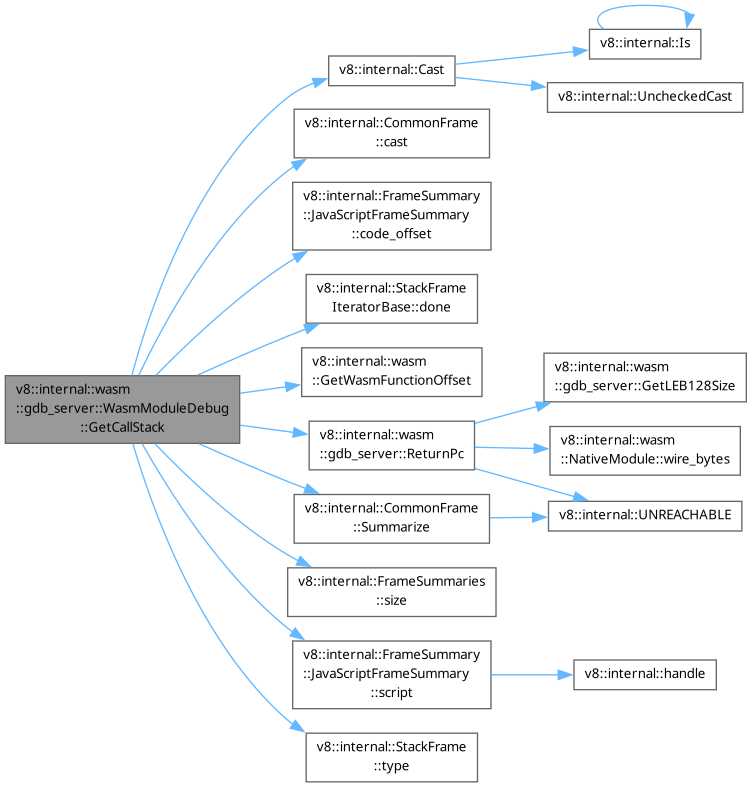 v8::internal::Is
v8::internal::Cast
v8::internal::UncheckedCast
v8::internal::CommonFrame
::cast
v8::internal::FrameSummary
::JavaScriptFrameSummary
::code_offset
v8::internal::StackFrame
IteratorBase::done
v8::internal::wasm
::GetWasmFunctionOffset
v8::internal::wasm
::gdb_server::GetLEB128Size
v8::internal::wasm
::gdb_server::WasmModuleDebug
::GetCallStack
v8::internal::wasm
::gdb_server::ReturnPc
v8::internal::wasm
::NativeModule::wire_bytes
v8::internal::CommonFrame
::Summarize
v8::internal::UNREACHABLE
v8::internal::FrameSummaries
::size
v8::internal::FrameSummary
::JavaScriptFrameSummary
::script
v8::internal::handle
v8::internal::StackFrame
::type